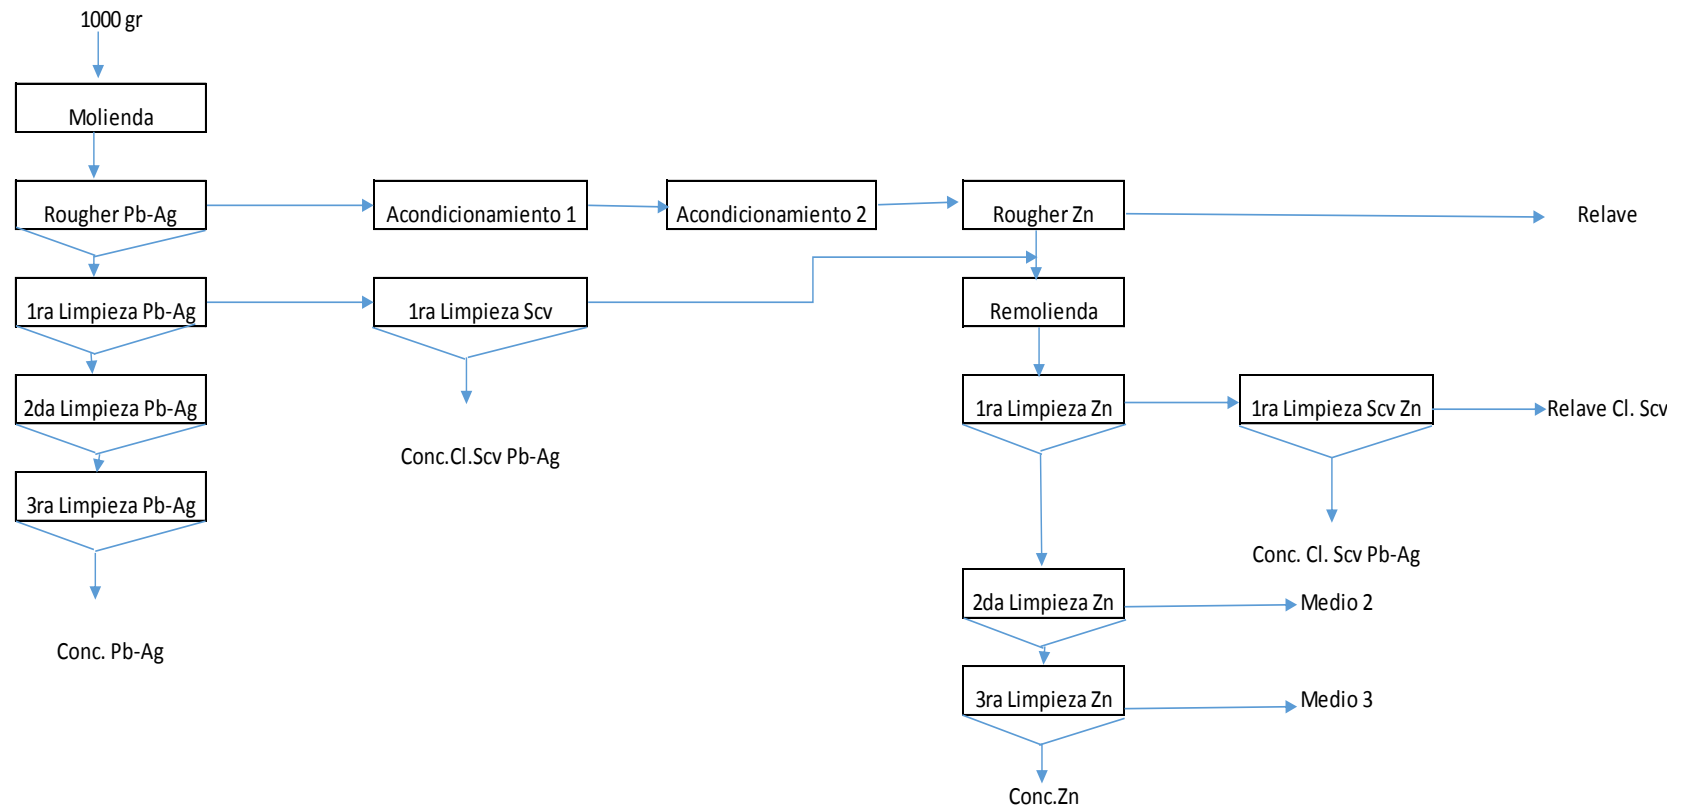 1000 gr
Molienda
Rougher Pb-Ag
Acondicionamiento 1
Acondicionamiento 2
Rougher Zn
Relave
1ra Limpieza Pb-Ag
1ra Limpieza Scv
Remolienda
2da Limpieza Pb-Ag
1ra Limpieza Zn
1ra Limpieza Scv Zn
Relave Cl. Scv
Conc.Cl.Scv Pb-Ag
3ra Limpieza Pb-Ag
Conc. Cl. Scv Pb-Ag
2da Limpieza Zn
Medio 2
Conc. Pb-Ag
3ra Limpieza Zn
Medio 3
Conc.Zn